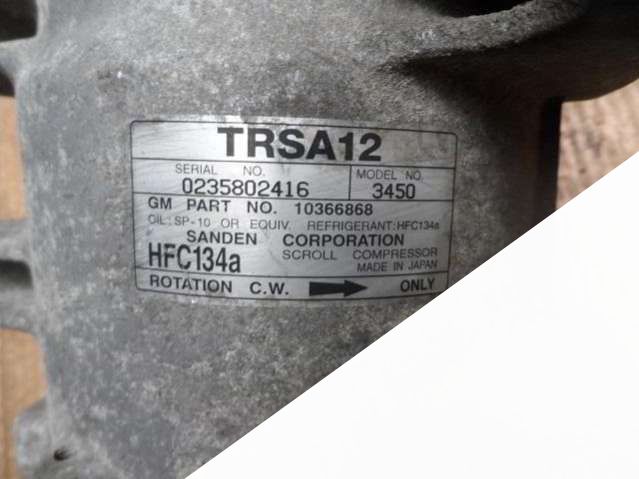 TRSA12
SERIAL NO. MODEL NO.
0235802416 3450
GM PART NO. 10366868
OIL:SP-10 OR EQUIV. REFRIGERANT:HFC134a
SANDEN CORPORATION
HFC134a SCROLL COMPRESSOR
MADE IN JAPAN
ROTATION C.W. ONLY